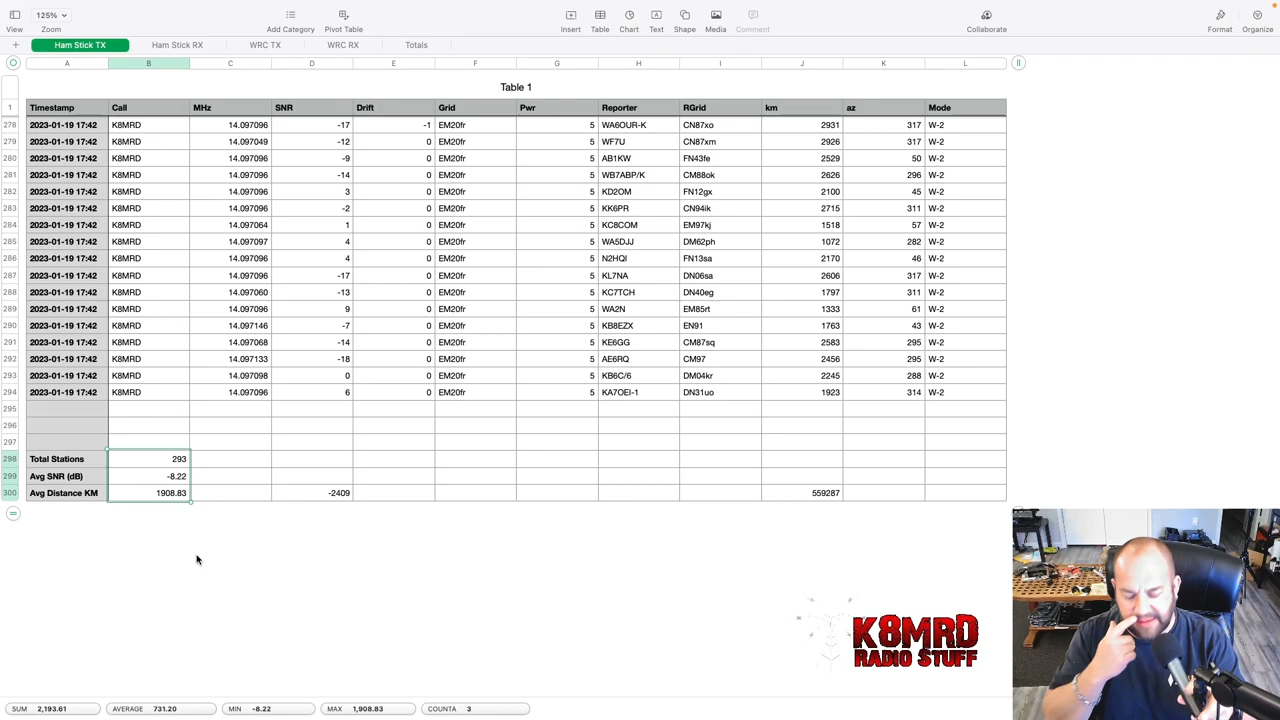 125%
View Zoom Add Category Pivot Table Insert Table Chart Text Shape Media Comment Collaborate Format Organize
Ham Stick TX Ham Stick RX WRC TX WRC RX Totals
A B C D E F G H I J K L
Table 1
1 Timestamp Call MHz SNR Drift Grid Pwr Reporter RGrid km az Mode
278 2023-01-19 17:42 K8MRD 14.097096 -17 -1 EM20fr 5 WA6OUR-K CN87xo 2931 317 W-2
279 2023-01-19 17:42 K8MRD 14.097049 -12 0 EM20fr 5 WF7U CN87xm 2926 316 W-2
280 2023-01-19 17:42 K8MRD 14.097096 -9 0 EM20fr 5 AB1KW FN43fe 2529 50 W-2
281 2023-01-19 17:42 K8MRD 14.097096 -14 0 EM20fr 5 WB7ABP/K CM88ok 2626 296 W-2
282 2023-01-19 17:42 K8MRD 14.097096 3 0 EM20fr 5 KD2OM FN12gx 2100 45 W-2
283 2023-01-19 17:42 K8MRD 14.097096 -2 0 EM20fr 5 KK6PR CN94ik 2715 311 W-2
284 2023-01-19 17:42 K8MRD 14.097064 1 0 EM20fr 5 KC8COM EM97kj 1518 57 W-2
285 2023-01-19 17:42 K8MRD 14.097097 4 0 EM20fr 5 WA5DJJ DM62ph 1072 282 W-2
286 2023-01-19 17:42 K8MRD 14.097096 4 0 EM20fr 5 N2HQI FN13sa 2170 46 W-2
287 2023-01-19 17:42 K8MRD 14.097096 -17 0 EM20fr 5 KL7NA DN06sa 2606 317 W-2
288 2023-01-19 17:42 K8MRD 14.097060 -13 0 EM20fr 5 KC7TCH DN40eg 1797 311 W-2
289 2023-01-19 17:42 K8MRD 14.097096 9 0 EM20fr 5 WA2N EM85rt 1333 61 W-2
290 2023-01-19 17:42 K8MRD 14.097146 -7 0 EM20fr 5 KB8EZX EN91 1763 43 W-2
291 2023-01-19 17:42 K8MRD 14.097068 -14 0 EM20fr 5 KE6GG CM87sq 2583 295 W-2
292 2023-01-19 17:42 K8MRD 14.097133 -18 0 EM20fr 5 AE6RQ CM97 2456 295 W-2
293 2023-01-19 17:42 K8MRD 14.097098 0 0 EM20fr 5 KB6C/6 DM04kr 2245 288 W-2
294 2023-01-19 17:42 K8MRD 14.097096 6 0 EM20fr 5 KA7OEI-1 DN31uo 1923 314 W-2
295
296
297
298 Total Stations 293
299 Avg SNR (dB) -8.22
300 Avg Distance KM 1908.83 -2409 559287
K8MRD
RADIO STUFF
SUM 2,193.61 AVERAGE 731.20 MIN -8.22 MAX 1,908.83 COUNTA 3